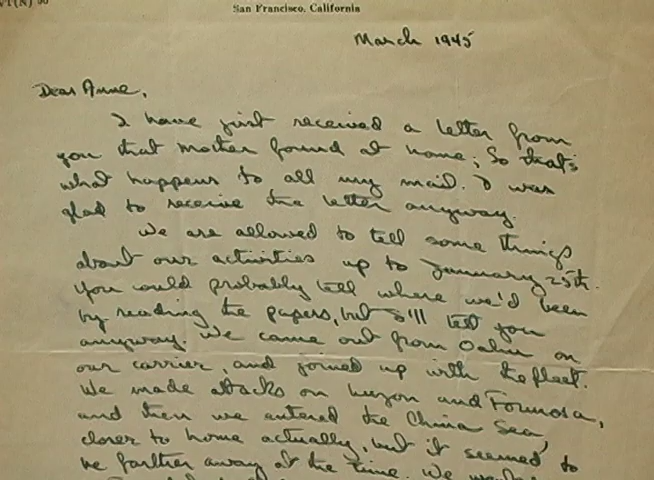 San Francisco, California
March 1945
Dear Anne,
I have just received a letter from
you that Mother found at home; So that's
what happens to all my mail. I was
glad to receive the letter anyway.
We are allowed to tell some things
about our activities up to January 25th.
You could probably tell where we'd been
by reading the papers, but I'll tell you
anyway. We came out from Oahu on
our carrier, and joined up with the fleet.
We made attacks on Luzon and Formosa,
and then we entered the China Sea,
closer to home actually, but it seemed to
be farther away at the time. We